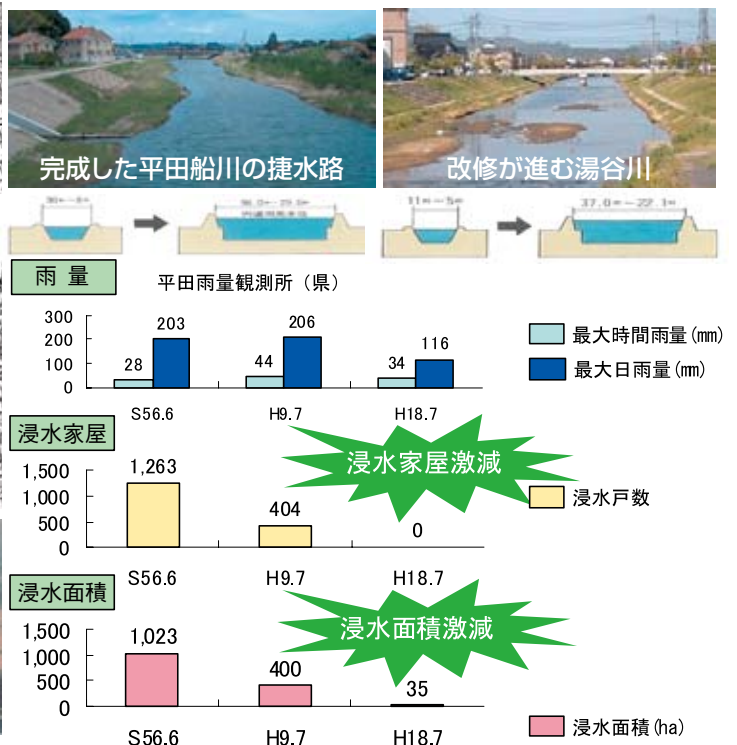 完成した平田船川の捷水路
改修が進む湯谷川
11m～5m
37.0m～22.1m
雨 量
平田雨量観測所（県）
300
200
100
0
28
203
44
206
34
116
S56.6
H9.7
H18.7
最大時間雨量(mm)
最大日雨量(mm)
浸水家屋
浸水家屋激減
1,500
1,000
500
0
1,263
404
0
S56.6
H9.7
H18.7
浸水戸数
浸水面積
浸水面積激減
1,500
1,000
500
0
1,023
400
35
S56.6
H9.7
H18.7
浸水面積(ha)